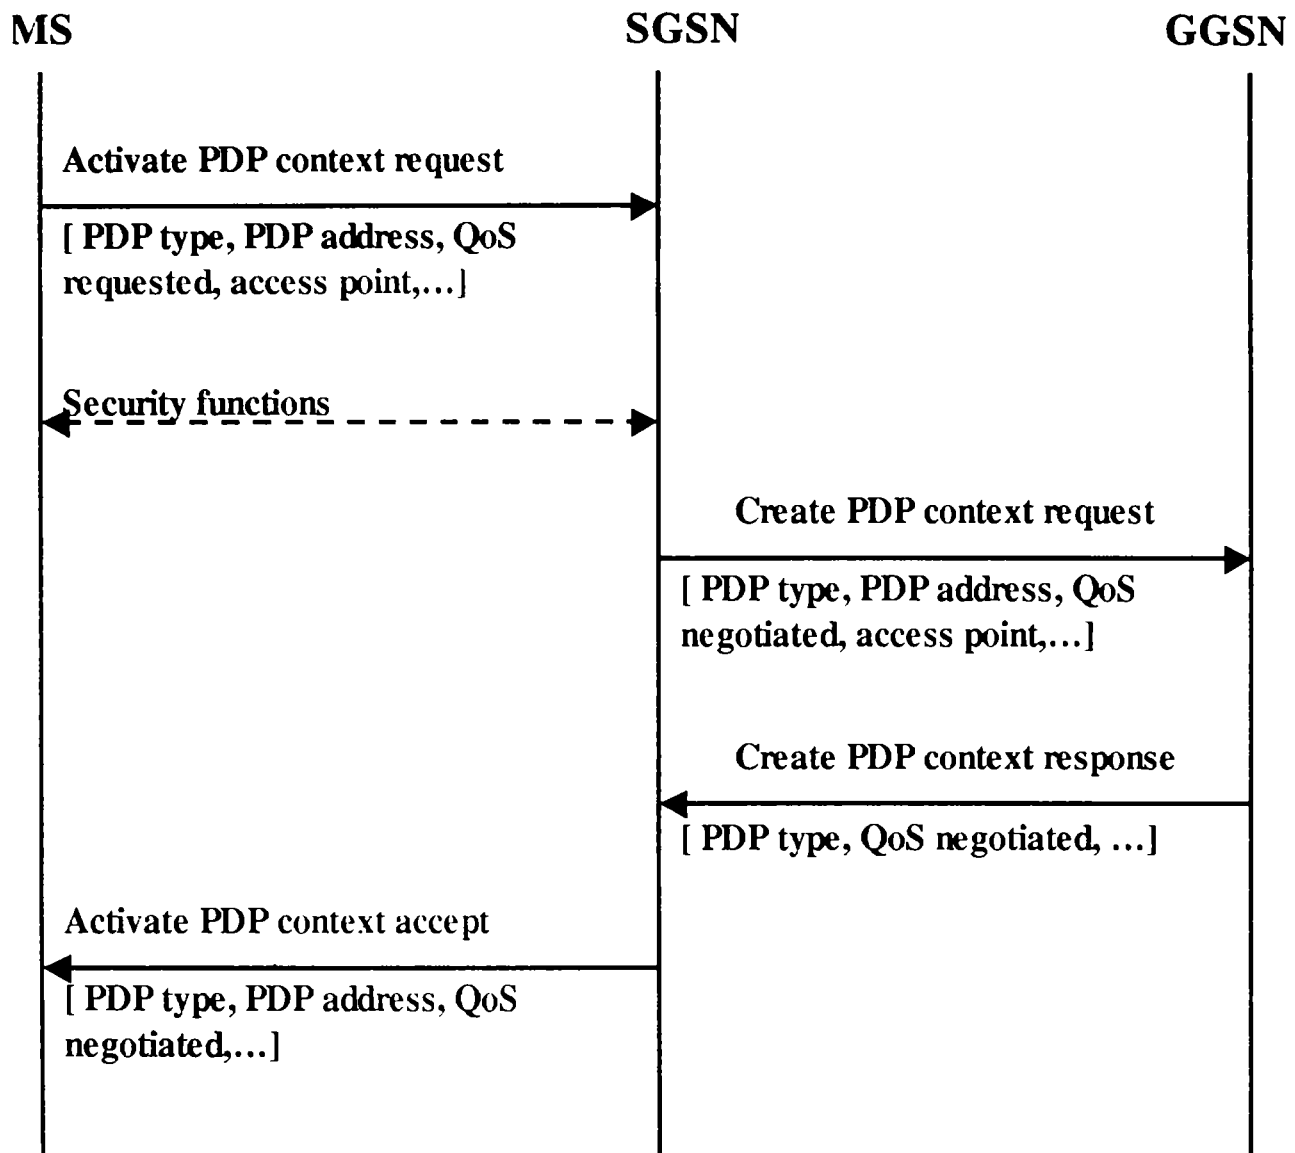 MS SGSN GGSN
Activate PDP context request
[ PDP type, PDP address, QoS
requested, access point,...]
Security functions
Create PDP context request
[ PDP type, PDP address, QoS
negotiated, access point,...]
Create PDP context response
[ PDP type, QoS negotiated, ...]
Activate PDP context accept
[ PDP type, PDP address, QoS
negotiated,...]